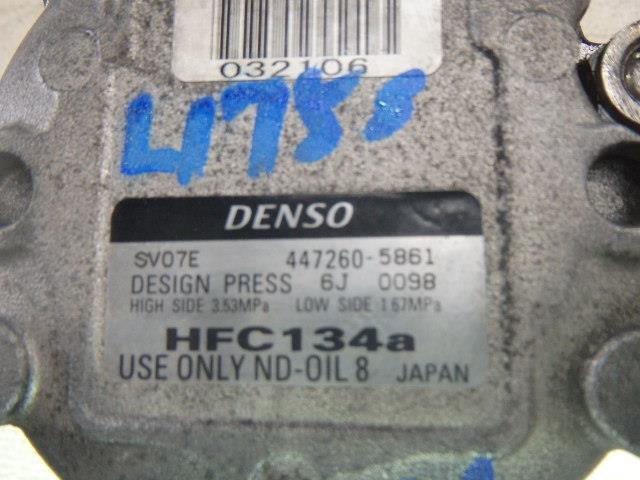 032106
4755
DENSO
SV07E 447260-5861
DESIGN PRESS 6J 0098
HIGH SIDE 3.53MPa LOW SIDE 1.67MPa
HFC134a
USE ONLY ND-OIL 8 JAPAN